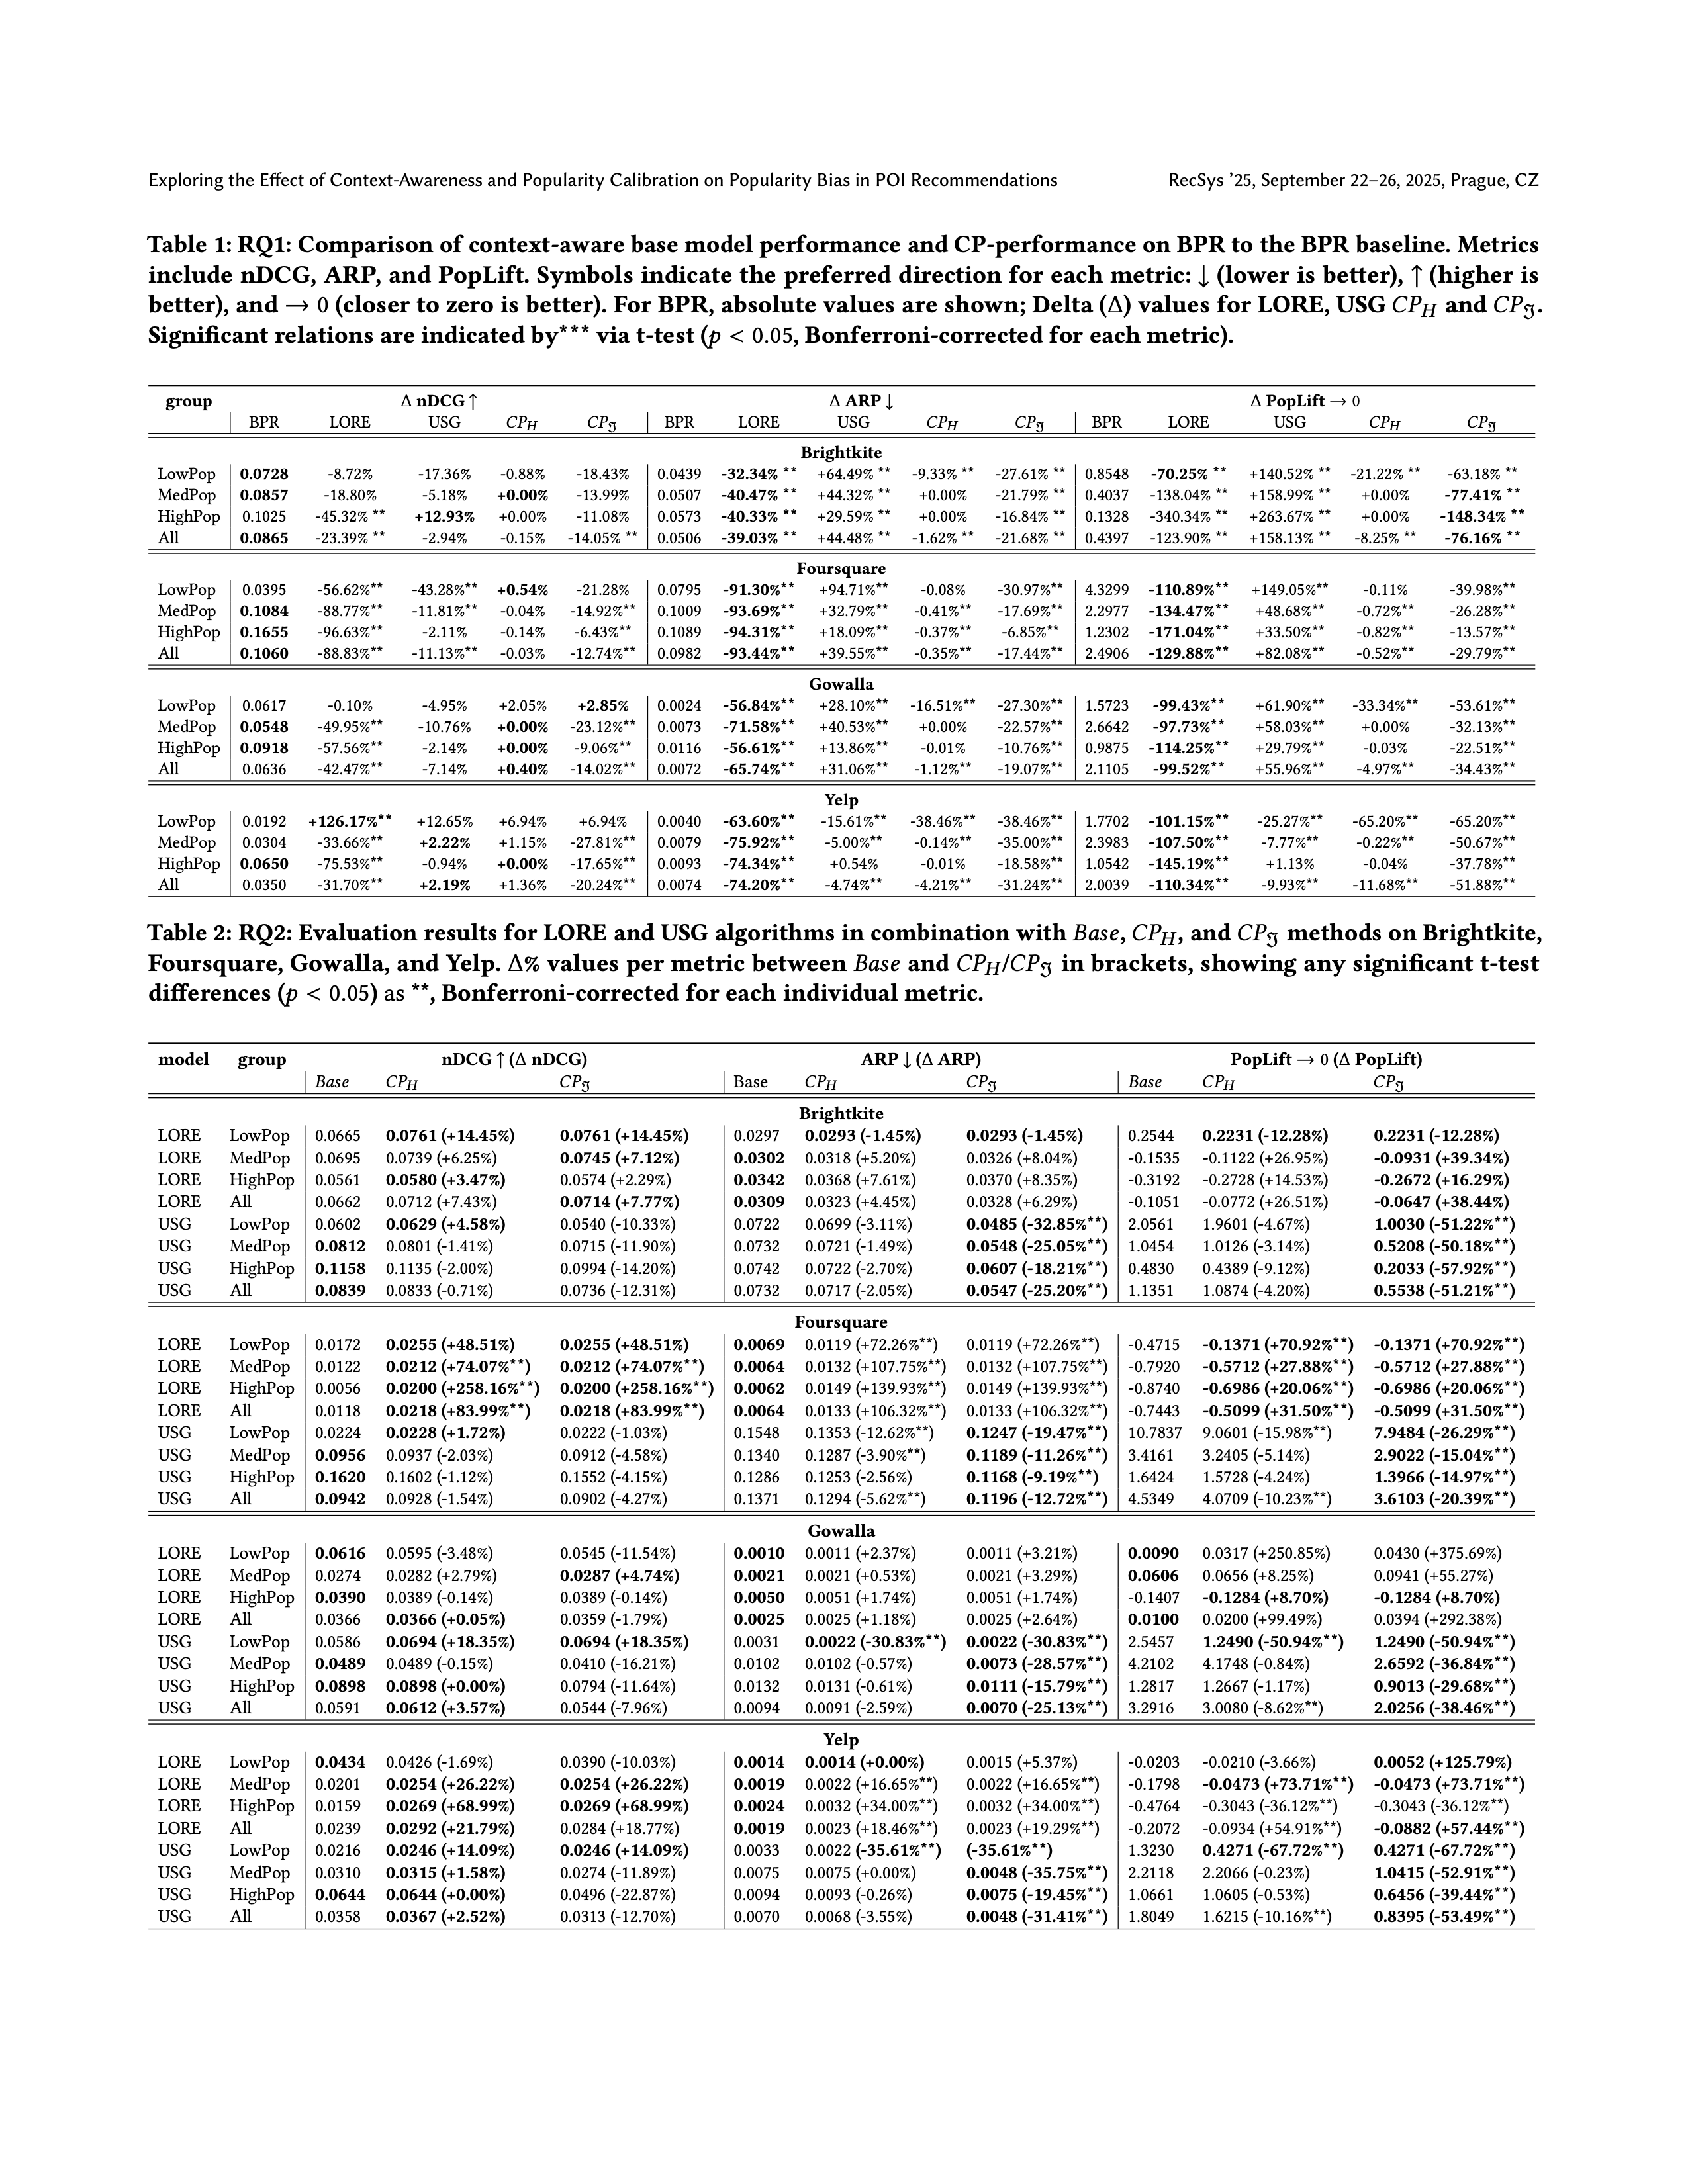 Exploring the Effect of Context-Awareness and Popularity Calibration on Popularity Bias in POI Recommendations RecSys ’25, September 22–26, 2025, Prague, CZ
Table 1: RQ1: Comparison of context-aware base model performance and CP-performance on BPR to the BPR baseline. Metrics
include nDCG, ARP, and PopLift. Symbols indicate the preferred direction for each metric: ↓ (lower is better), ↑ (higher is
better), and → 0 (closer to zero is better). For BPR, absolute values are shown; Delta (Δ) values for LORE, USG CP_H and CP_ℑ.
Significant relations are indicated by*** via t-test (p < 0.05, Bonferroni-corrected for each metric).
group Δ nDCG ↑ Δ ARP ↓ Δ PopLift → 0
BPR LORE USG CP_H CP_ℑ BPR LORE USG CP_H CP_ℑ BPR LORE USG CP_H CP_ℑ
Brightkite
LowPop 0.0728 -8.72% -17.36% -0.88% -18.43% 0.0439 -32.34% ** +64.49% ** -9.33% ** -27.61% ** 0.8548 -70.25% ** +140.52% ** -21.22% ** -63.18% **
MedPop 0.0857 -18.80% -5.18% +0.00% -13.99% 0.0507 -40.47% ** +44.32% ** +0.00% -21.79% ** 0.4037 -138.04% ** +158.99% ** +0.00% -77.41% **
HighPop 0.1025 -45.32% ** +12.93% +0.00% -11.08% 0.0573 -40.33% ** +29.59% ** +0.00% -16.84% ** 0.1328 -340.34% ** +263.67% ** +0.00% -148.34% **
All 0.0865 -23.39% ** -2.94% -0.15% -14.05% ** 0.0506 -39.03% ** +44.48% ** -1.62% ** -21.68% ** 0.4397 -123.90% ** +158.13% ** -8.25% ** -76.16% **
Foursquare
LowPop 0.0395 -56.62%** -43.28%** +0.54% -21.28% 0.0795 -91.30%** +94.71%** -0.08% -30.97%** 4.3299 -110.89%** +149.05%** -0.11% -39.98%**
MedPop 0.1084 -88.77%** -11.81%** -0.04% -14.92%** 0.1009 -93.69%** +32.79%** -0.41%** -17.69%** 2.2977 -134.47%** +48.68%** -0.72%** -26.28%**
HighPop 0.1655 -96.63%** -2.11% -0.14% -6.43%** 0.1089 -94.31%** +18.09%** -0.37%** -6.85%** 1.2302 -171.04%** +33.50%** -0.82%** -13.57%**
All 0.1060 -88.83%** -11.13%** -0.03% -12.74%** 0.0982 -93.44%** +39.55%** -0.35%** -17.44%** 2.4906 -129.88%** +82.08%** -0.52%** -29.79%**
Gowalla
LowPop 0.0617 -0.10% -4.95% +2.05% +2.85% 0.0024 -56.84%** +28.10%** -16.51%** -27.30%** 1.5723 -99.43%** +61.90%** -33.34%** -53.61%**
MedPop 0.0548 -49.95%** -10.76% +0.00% -23.12%** 0.0073 -71.58%** +40.53%** +0.00% -22.57%** 2.6642 -97.73%** +58.03%** +0.00% -32.13%**
HighPop 0.0918 -57.56%** -2.14% +0.00% -9.06%** 0.0116 -56.61%** +13.86%** -0.01% -10.76%** 0.9875 -114.25%** +29.79%** -0.03% -22.51%**
All 0.0636 -42.47%** -7.14% +0.40% -14.02%** 0.0072 -65.74%** +31.06%** -1.12%** -19.07%** 2.1105 -99.52%** +55.96%** -4.97%** -34.43%**
Yelp
LowPop 0.0192 +126.17%** +12.65% +6.94% +6.94% 0.0040 -63.60%** -15.61%** -38.46%** -38.46%** 1.7702 -101.15%** -25.27%** -65.20%** -65.20%**
MedPop 0.0304 -33.66%** +2.22% +1.15% -27.81%** 0.0079 -75.92%** -5.00%** -0.14%** -35.00%** 2.3983 -107.50%** -7.77%** -0.22%** -50.67%**
HighPop 0.0650 -75.53%** -0.94% +0.00% -17.65%** 0.0093 -74.34%** +0.54% -0.01% -18.58%** 1.0542 -145.19%** +1.13% -0.04% -37.78%**
All 0.0350 -31.70%** +2.19% +1.36% -20.24%** 0.0074 -74.20%** -4.74%** -4.21%** -31.24%** 2.0039 -110.34%** -9.93%** -11.68%** -51.88%**
Table 2: RQ2: Evaluation results for LORE and USG algorithms in combination with Base, CP_H, and CP_ℑ methods on Brightkite,
Foursquare, Gowalla, and Yelp. Δ% values per metric between Base and CP_H/CP_ℑ in brackets, showing any significant t-test
differences (p < 0.05) as **, Bonferroni-corrected for each individual metric.
model group nDCG ↑ (Δ nDCG) ARP ↓ (Δ ARP) PopLift → 0 (Δ PopLift)
Base CP_H CP_ℑ Base CP_H CP_ℑ Base CP_H CP_ℑ
Brightkite
LORE LowPop 0.0665 0.0761 (+14.45%) 0.0761 (+14.45%) 0.0297 0.0293 (-1.45%) 0.0293 (-1.45%) 0.2544 0.2231 (-12.28%) 0.2231 (-12.28%)
LORE MedPop 0.0695 0.0739 (+6.25%) 0.0745 (+7.12%) 0.0302 0.0318 (+5.20%) 0.0326 (+8.04%) -0.1535 -0.1122 (+26.95%) -0.0931 (+39.34%)
LORE HighPop 0.0561 0.0580 (+3.47%) 0.0574 (+2.29%) 0.0342 0.0368 (+7.61%) 0.0370 (+8.35%) -0.3192 -0.2728 (+14.53%) -0.2672 (+16.29%)
LORE All 0.0662 0.0712 (+7.43%) 0.0714 (+7.77%) 0.0309 0.0323 (+4.45%) 0.0328 (+6.29%) -0.1051 -0.0772 (+26.51%) -0.0647 (+38.44%)
USG LowPop 0.0602 0.0629 (+4.58%) 0.0540 (-10.33%) 0.0722 0.0699 (-3.11%) 0.0485 (-32.85%**) 2.0561 1.9601 (-4.67%) 1.0030 (-51.22%**)
USG MedPop 0.0812 0.0801 (-1.41%) 0.0715 (-11.90%) 0.0732 0.0721 (-1.49%) 0.0548 (-25.05%**) 1.0454 1.0126 (-3.14%) 0.5208 (-50.18%**)
USG HighPop 0.1158 0.1135 (-2.00%) 0.0994 (-14.20%) 0.0742 0.0722 (-2.70%) 0.0607 (-18.21%**) 0.4830 0.4389 (-9.12%) 0.2033 (-57.92%**)
USG All 0.0839 0.0833 (-0.71%) 0.0736 (-12.31%) 0.0732 0.0717 (-2.05%) 0.0547 (-25.20%**) 1.1351 1.0874 (-4.20%) 0.5538 (-51.21%**)
Foursquare
LORE LowPop 0.0172 0.0255 (+48.51%) 0.0255 (+48.51%) 0.0069 0.0119 (+72.26%**) 0.0119 (+72.26%**) -0.4715 -0.1371 (+70.92%**) -0.1371 (+70.92%**)
LORE MedPop 0.0122 0.0212 (+74.07%**) 0.0212 (+74.07%**) 0.0064 0.0132 (+107.75%**) 0.0132 (+107.75%**) -0.7920 -0.5712 (+27.88%**) -0.5712 (+27.88%**)
LORE HighPop 0.0056 0.0200 (+258.16%**) 0.0200 (+258.16%**) 0.0062 0.0149 (+139.93%**) 0.0149 (+139.93%**) -0.8740 -0.6986 (+20.06%**) -0.6986 (+20.06%**)
LORE All 0.0118 0.0218 (+83.99%**) 0.0218 (+83.99%**) 0.0064 0.0133 (+106.32%**) 0.0133 (+106.32%**) -0.7443 -0.5099 (+31.50%**) -0.5099 (+31.50%**)
USG LowPop 0.0224 0.0228 (+1.72%) 0.0222 (-1.03%) 0.1548 0.1353 (-12.62%**) 0.1247 (-19.47%**) 10.7837 9.0601 (-15.98%**) 7.9484 (-26.29%**)
USG MedPop 0.0956 0.0937 (-2.03%) 0.0912 (-4.58%) 0.1340 0.1287 (-3.90%**) 0.1189 (-11.26%**) 3.4161 3.2405 (-5.14%) 2.9022 (-15.04%**)
USG HighPop 0.1620 0.1602 (-1.12%) 0.1552 (-4.15%) 0.1286 0.1253 (-2.56%) 0.1168 (-9.19%**) 1.6424 1.5728 (-4.24%) 1.3966 (-14.97%**)
USG All 0.0942 0.0928 (-1.54%) 0.0902 (-4.27%) 0.1371 0.1294 (-5.62%**) 0.1196 (-12.72%**) 4.5349 4.0709 (-10.23%**) 3.6103 (-20.39%**)
Gowalla
LORE LowPop 0.0616 0.0595 (-3.48%) 0.0545 (-11.54%) 0.0010 0.0011 (+2.37%) 0.0011 (+3.21%) 0.0090 0.0317 (+250.85%) 0.0430 (+375.69%)
LORE MedPop 0.0274 0.0282 (+2.79%) 0.0287 (+4.74%) 0.0021 0.0021 (+0.53%) 0.0021 (+3.29%) 0.0606 0.0656 (+8.25%) 0.0941 (+55.27%)
LORE HighPop 0.0390 0.0389 (-0.14%) 0.0389 (-0.14%) 0.0050 0.0051 (+1.74%) 0.0051 (+1.74%) -0.1407 -0.1284 (+8.70%) -0.1284 (+8.70%)
LORE All 0.0366 0.0366 (+0.05%) 0.0359 (-1.79%) 0.0025 0.0025 (+1.18%) 0.0025 (+2.64%) 0.0100 0.0200 (+99.49%) 0.0394 (+292.38%)
USG LowPop 0.0586 0.0694 (+18.35%) 0.0694 (+18.35%) 0.0031 0.0022 (-30.83%**) 0.0022 (-30.83%**) 2.5457 1.2490 (-50.94%**) 1.2490 (-50.94%**)
USG MedPop 0.0489 0.0489 (-0.15%) 0.0410 (-16.21%) 0.0102 0.0102 (-0.57%) 0.0073 (-28.57%**) 4.2102 4.1748 (-0.84%) 2.6592 (-36.84%**)
USG HighPop 0.0898 0.0898 (+0.00%) 0.0794 (-11.64%) 0.0132 0.0131 (-0.61%) 0.0111 (-15.79%**) 1.2817 1.2667 (-1.17%) 0.9013 (-29.68%**)
USG All 0.0591 0.0612 (+3.57%) 0.0544 (-7.96%) 0.0094 0.0091 (-2.59%) 0.0070 (-25.13%**) 3.2916 3.0080 (-8.62%**) 2.0256 (-38.46%**)
Yelp
LORE LowPop 0.0434 0.0426 (-1.69%) 0.0390 (-10.03%) 0.0014 0.0014 (+0.00%) 0.0015 (+5.37%) -0.0203 -0.0210 (-3.66%) 0.0052 (+125.79%)
LORE MedPop 0.0201 0.0254 (+26.22%) 0.0254 (+26.22%) 0.0019 0.0022 (+16.65%**) 0.0022 (+16.65%**) -0.1798 -0.0473 (+73.71%**) -0.0473 (+73.71%**)
LORE HighPop 0.0159 0.0269 (+68.99%) 0.0269 (+68.99%) 0.0024 0.0032 (+34.00%**) 0.0032 (+34.00%**) -0.4764 -0.3043 (-36.12%**) -0.3043 (-36.12%**)
LORE All 0.0239 0.0292 (+21.79%) 0.0284 (+18.77%) 0.0019 0.0023 (+18.46%**) 0.0023 (+19.29%**) -0.2072 -0.0934 (+54.91%**) -0.0882 (+57.44%**)
USG LowPop 0.0216 0.0246 (+14.09%) 0.0246 (+14.09%) 0.0033 0.0022 (-35.61%**) (-35.61%**) 1.3230 0.4271 (-67.72%**) 0.4271 (-67.72%**)
USG MedPop 0.0310 0.0315 (+1.58%) 0.0274 (-11.89%) 0.0075 0.0075 (+0.00%) 0.0048 (-35.75%**) 2.2118 2.2066 (-0.23%) 1.0415 (-52.91%**)
USG HighPop 0.0644 0.0644 (+0.00%) 0.0496 (-22.87%) 0.0094 0.0093 (-0.26%) 0.0075 (-19.45%**) 1.0661 1.0605 (-0.53%) 0.6456 (-39.44%**)
USG All 0.0358 0.0367 (+2.52%) 0.0313 (-12.70%) 0.0070 0.0068 (-3.55%) 0.0048 (-31.41%**) 1.8049 1.6215 (-10.16%**) 0.8395 (-53.49%**)